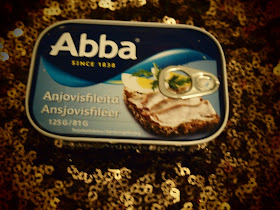 Abba
SINCE 1838
Anjovisfileitä
Ansjovisfiléer
125G/81G